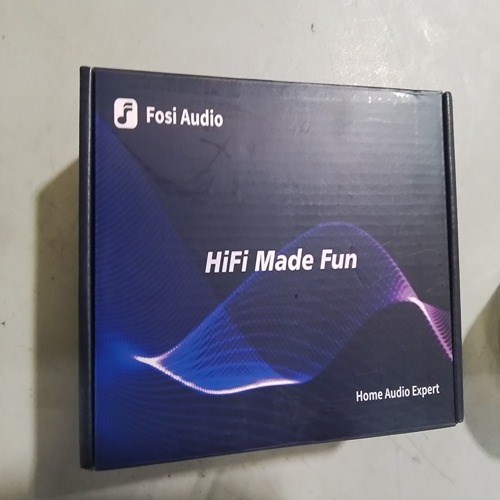 Fosi Audio
HiFi Made Fun
Home Audio Expert